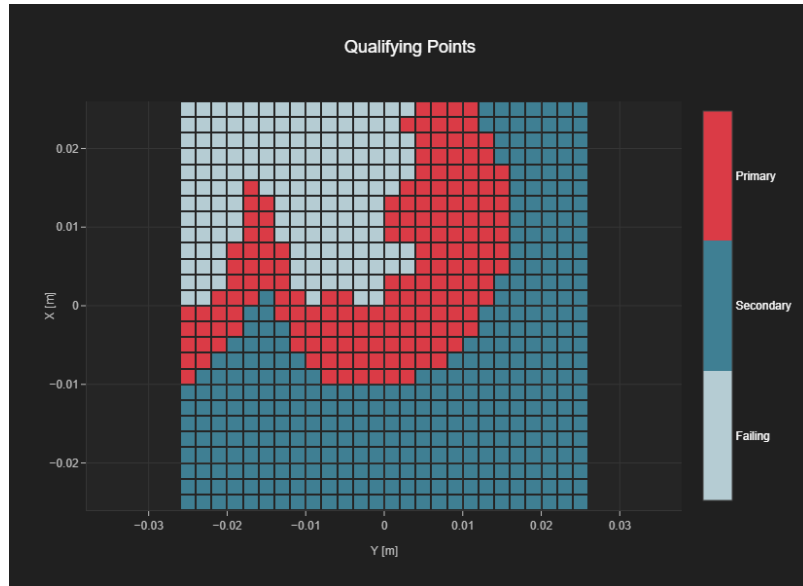 Qualifying Points
0.02
0.01
0
−0.01
−0.02
X [m]
−0.03
−0.02
−0.01
0
0.01
0.02
0.03
Y [m]
Primary
Secondary
Failing